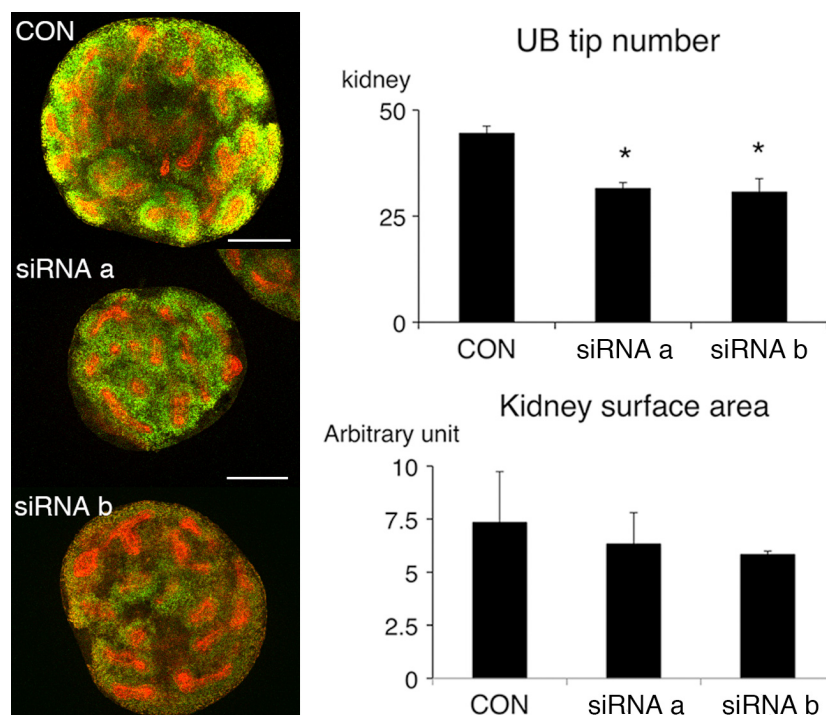 CON
siRNA a
siRNA b
UB tip number
kidney
50
25
0
*
*
CON siRNA a siRNA b
Kidney surface area
Arbitrary unit
10
7.5
5
2.5
0
CON siRNA a siRNA b